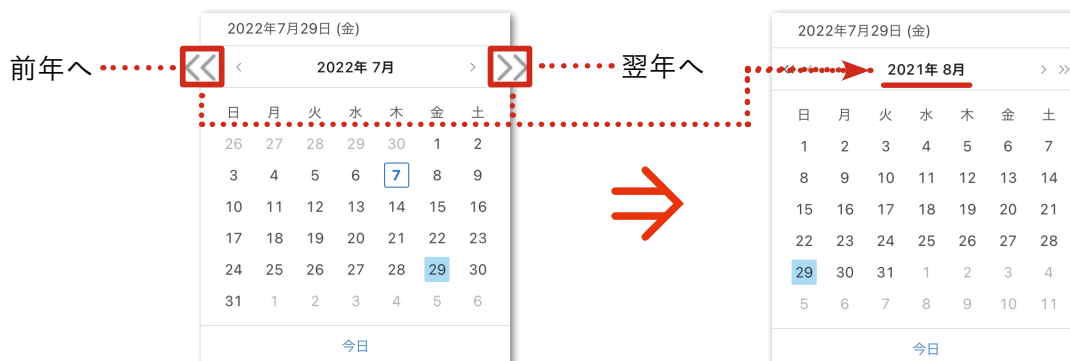 2022年7月29日 (金)
前年へ
« ‹ 2022年 7月 › »
翌年へ
日 月 火 水 木 金 土
26 27 28 29 30 1 2
3 4 5 6 7 8 9
10 11 12 13 14 15 16
17 18 19 20 21 22 23
24 25 26 27 28 29 30
31 1 2 3 4 5 6
今日
2022年7月29日 (金)
« ‹ 2021年 8月 › »
日 月 火 水 木 金 土
1 2 3 4 5 6 7
8 9 10 11 12 13 14
15 16 17 18 19 20 21
22 23 24 25 26 27 28
29 30 31 1 2 3 4
5 6 7 8 9 10 11
今日